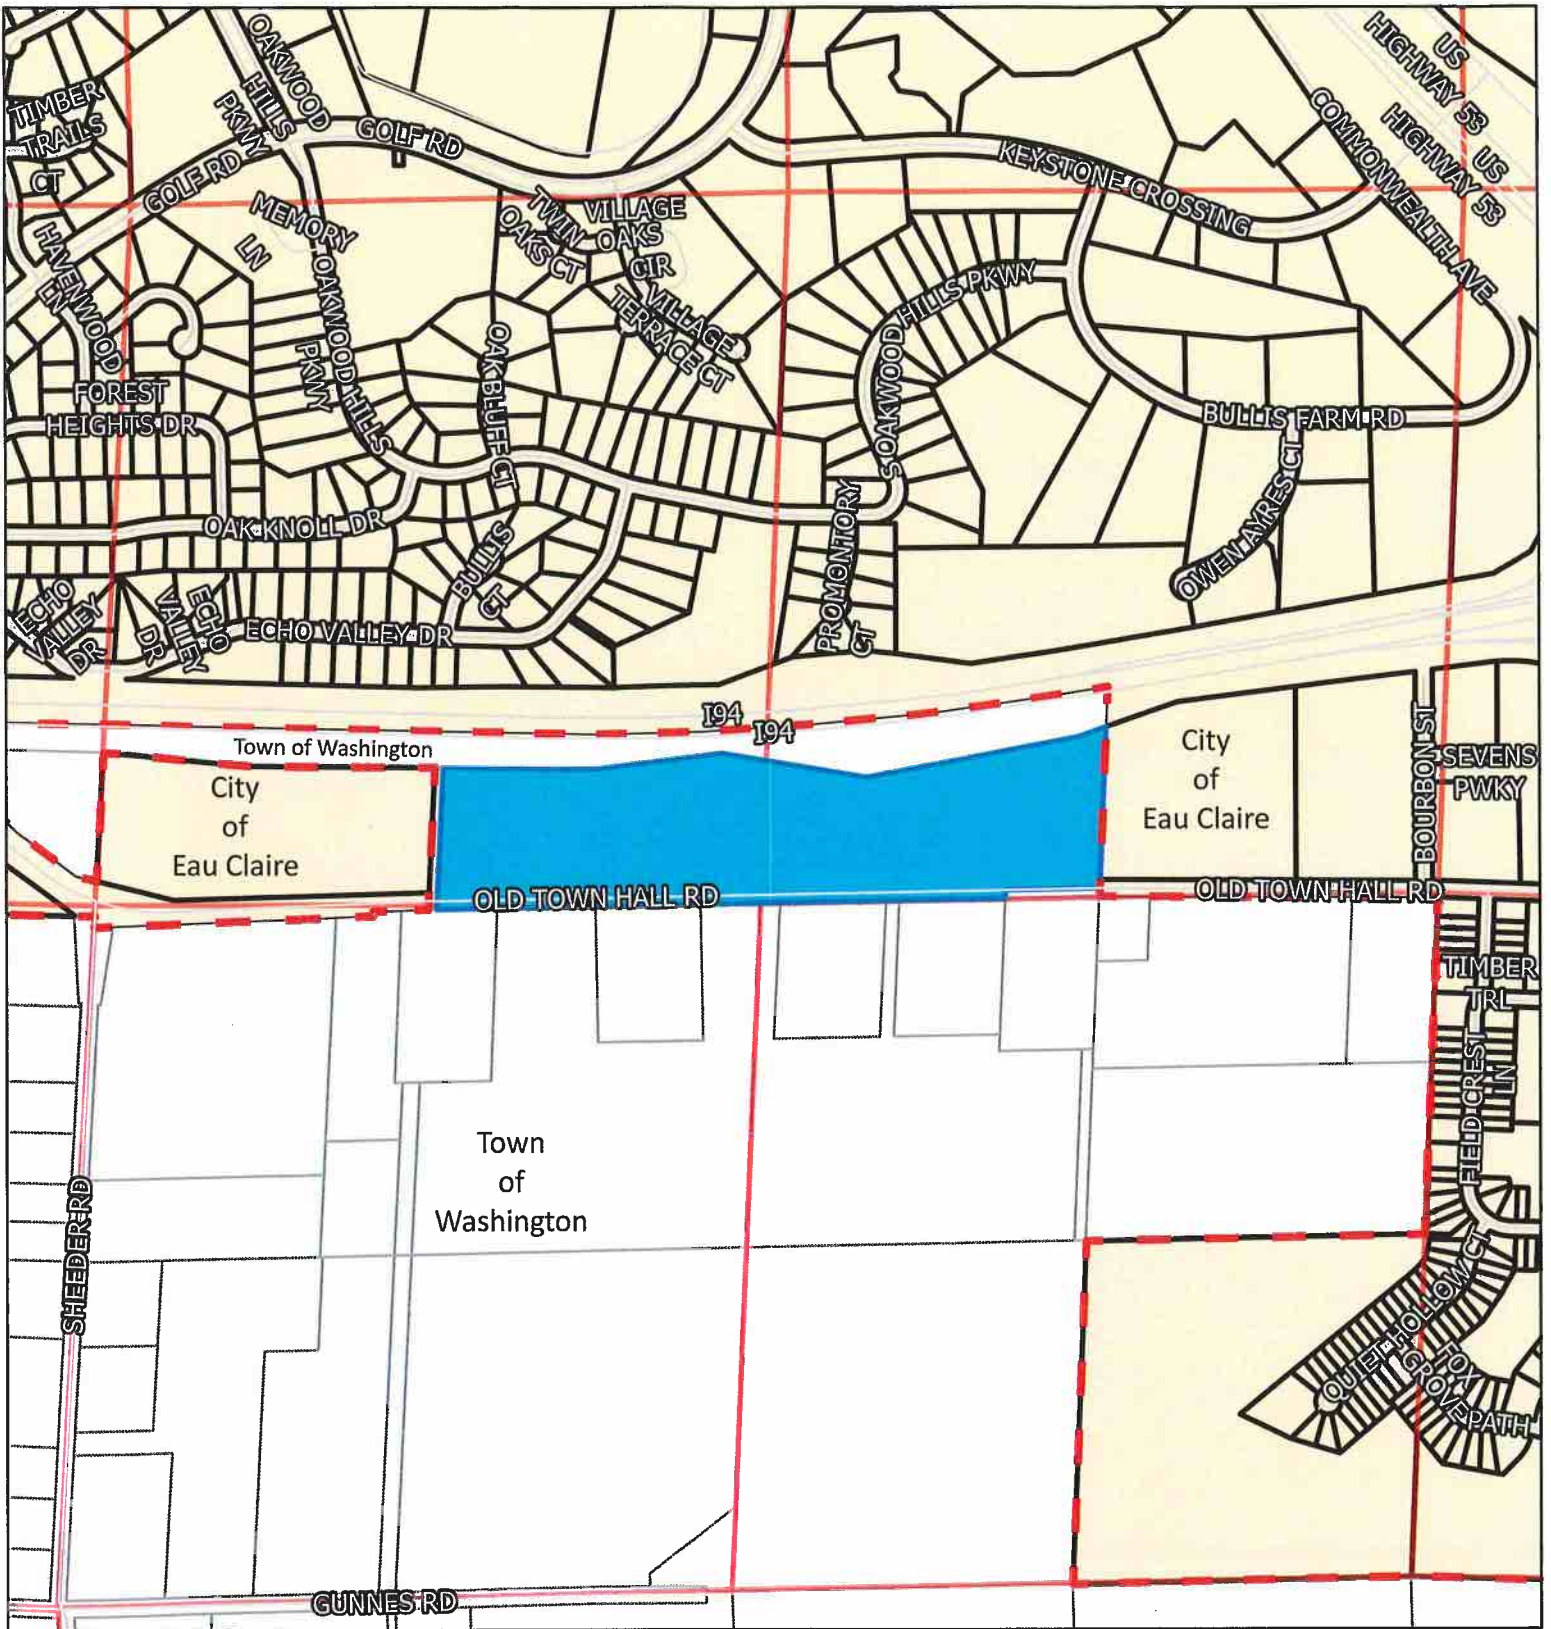 US
HIGHWAY 53
US
HIGHWAY 53
COMMONWEALTH AVE
OAKWOOD
HILLS
PKWY
TIMBER
TRAILS
CT
GOLF RD
GOLF RD
KEYSTONE CROSSING
MEMORY
LN
TWIN
OAKS CT
VILLAGE
OAKS
CIR
HAVENWOOD
LN
OAKWOOD HILLS
PKWY
VILLAGE
TERRACE CT
S OAKWOOD HILLS PKWY
OAK BLUFF CT
FOREST
HEIGHTS DR
BULLIS FARM RD
OAK KNOLL DR
OWEN AYRES CT
PROMONTORY
CT
BULLIS
CT
ECHO
VALLEY
DR
ECHO
VALLEY
DR
ECHO VALLEY DR
I94
I94
Town of Washington
City
of
Eau Claire
City
of
Eau Claire
BOURBON ST
SEVENS
PWKY
OLD TOWN HALL RD
OLD TOWN HALL RD
TIMBER
TRL
FIELD CREST
LN
Town
of
Washington
SHEEDER RD
QUIET HOLLOW CT
FOX
GROVE PATH
GUNNES RD